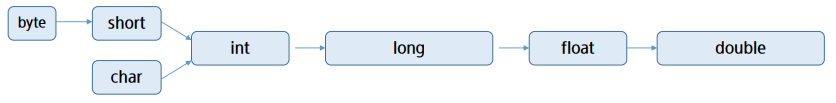 byte
short
char
int
long
float
double